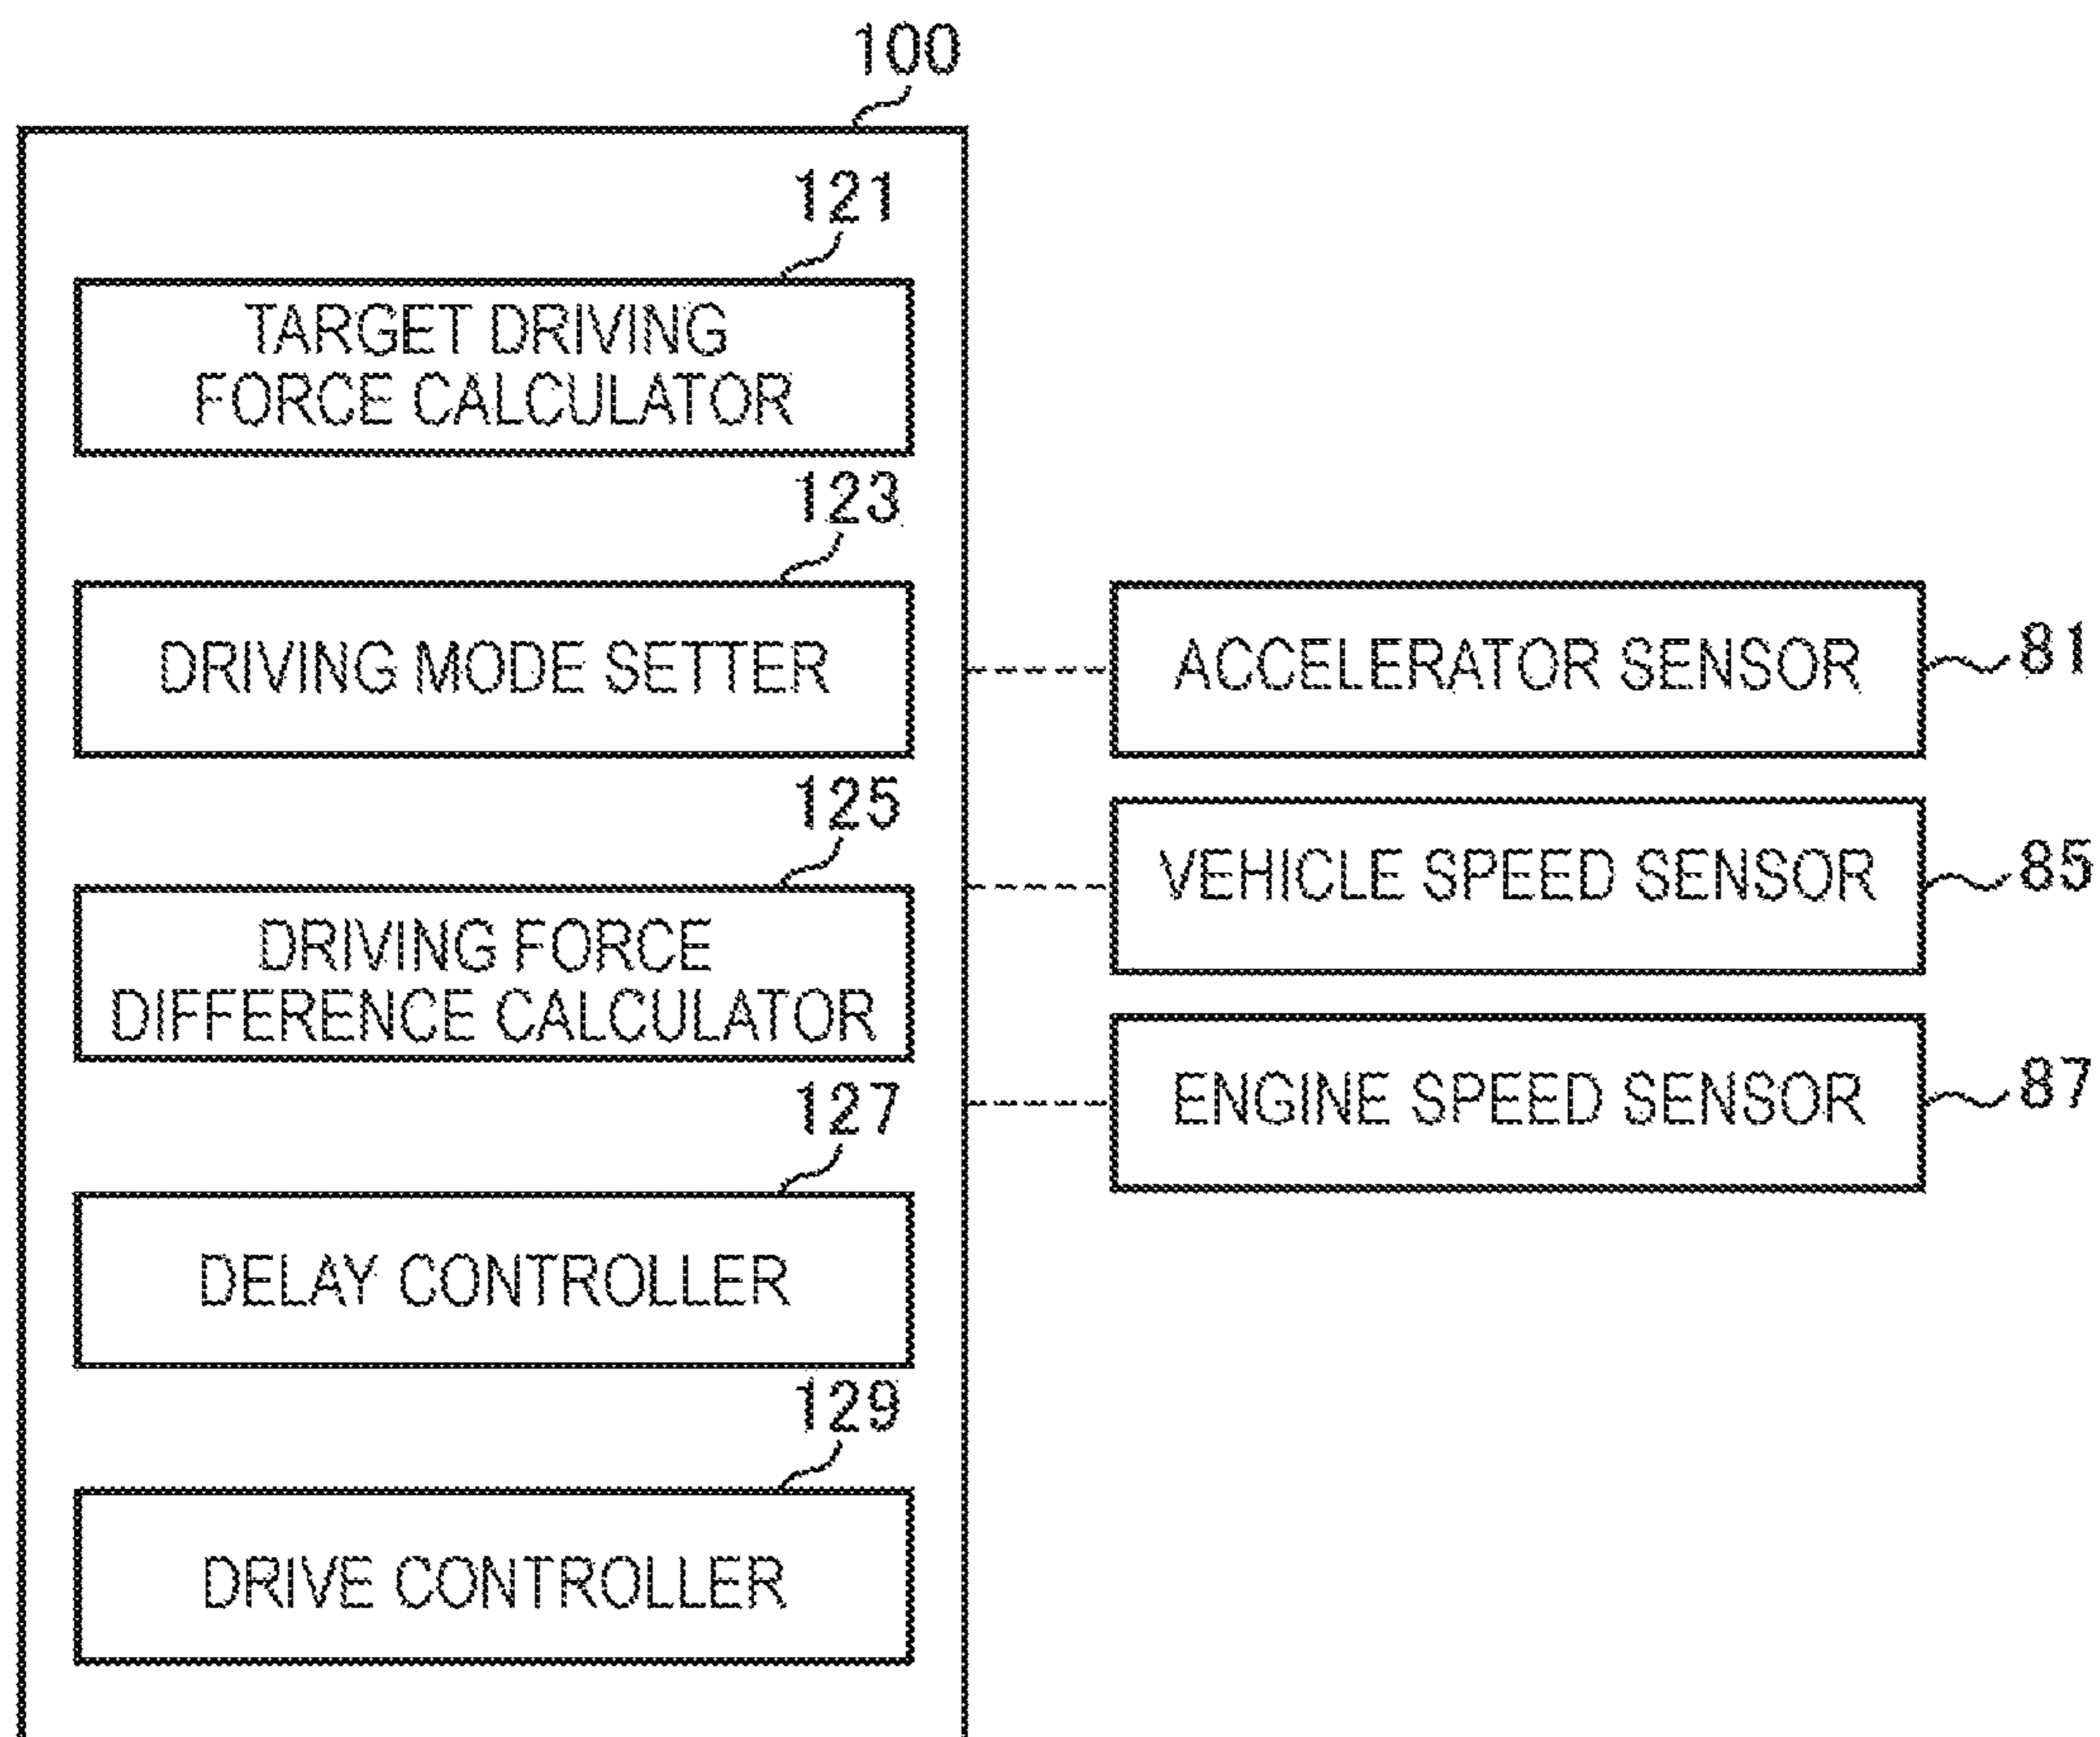 100
121
TARGET DRIVING
FORCE CALCULATOR
123
DRIVING MODE SETTER
125
DRIVING FORCE
DIFFERENCE CALCULATOR
127
DELAY CONTROLLER
129
DRIVE CONTROLLER
ACCELERATOR SENSOR
81
VEHICLE SPEED SENSOR
85
ENGINE SPEED SENSOR
87